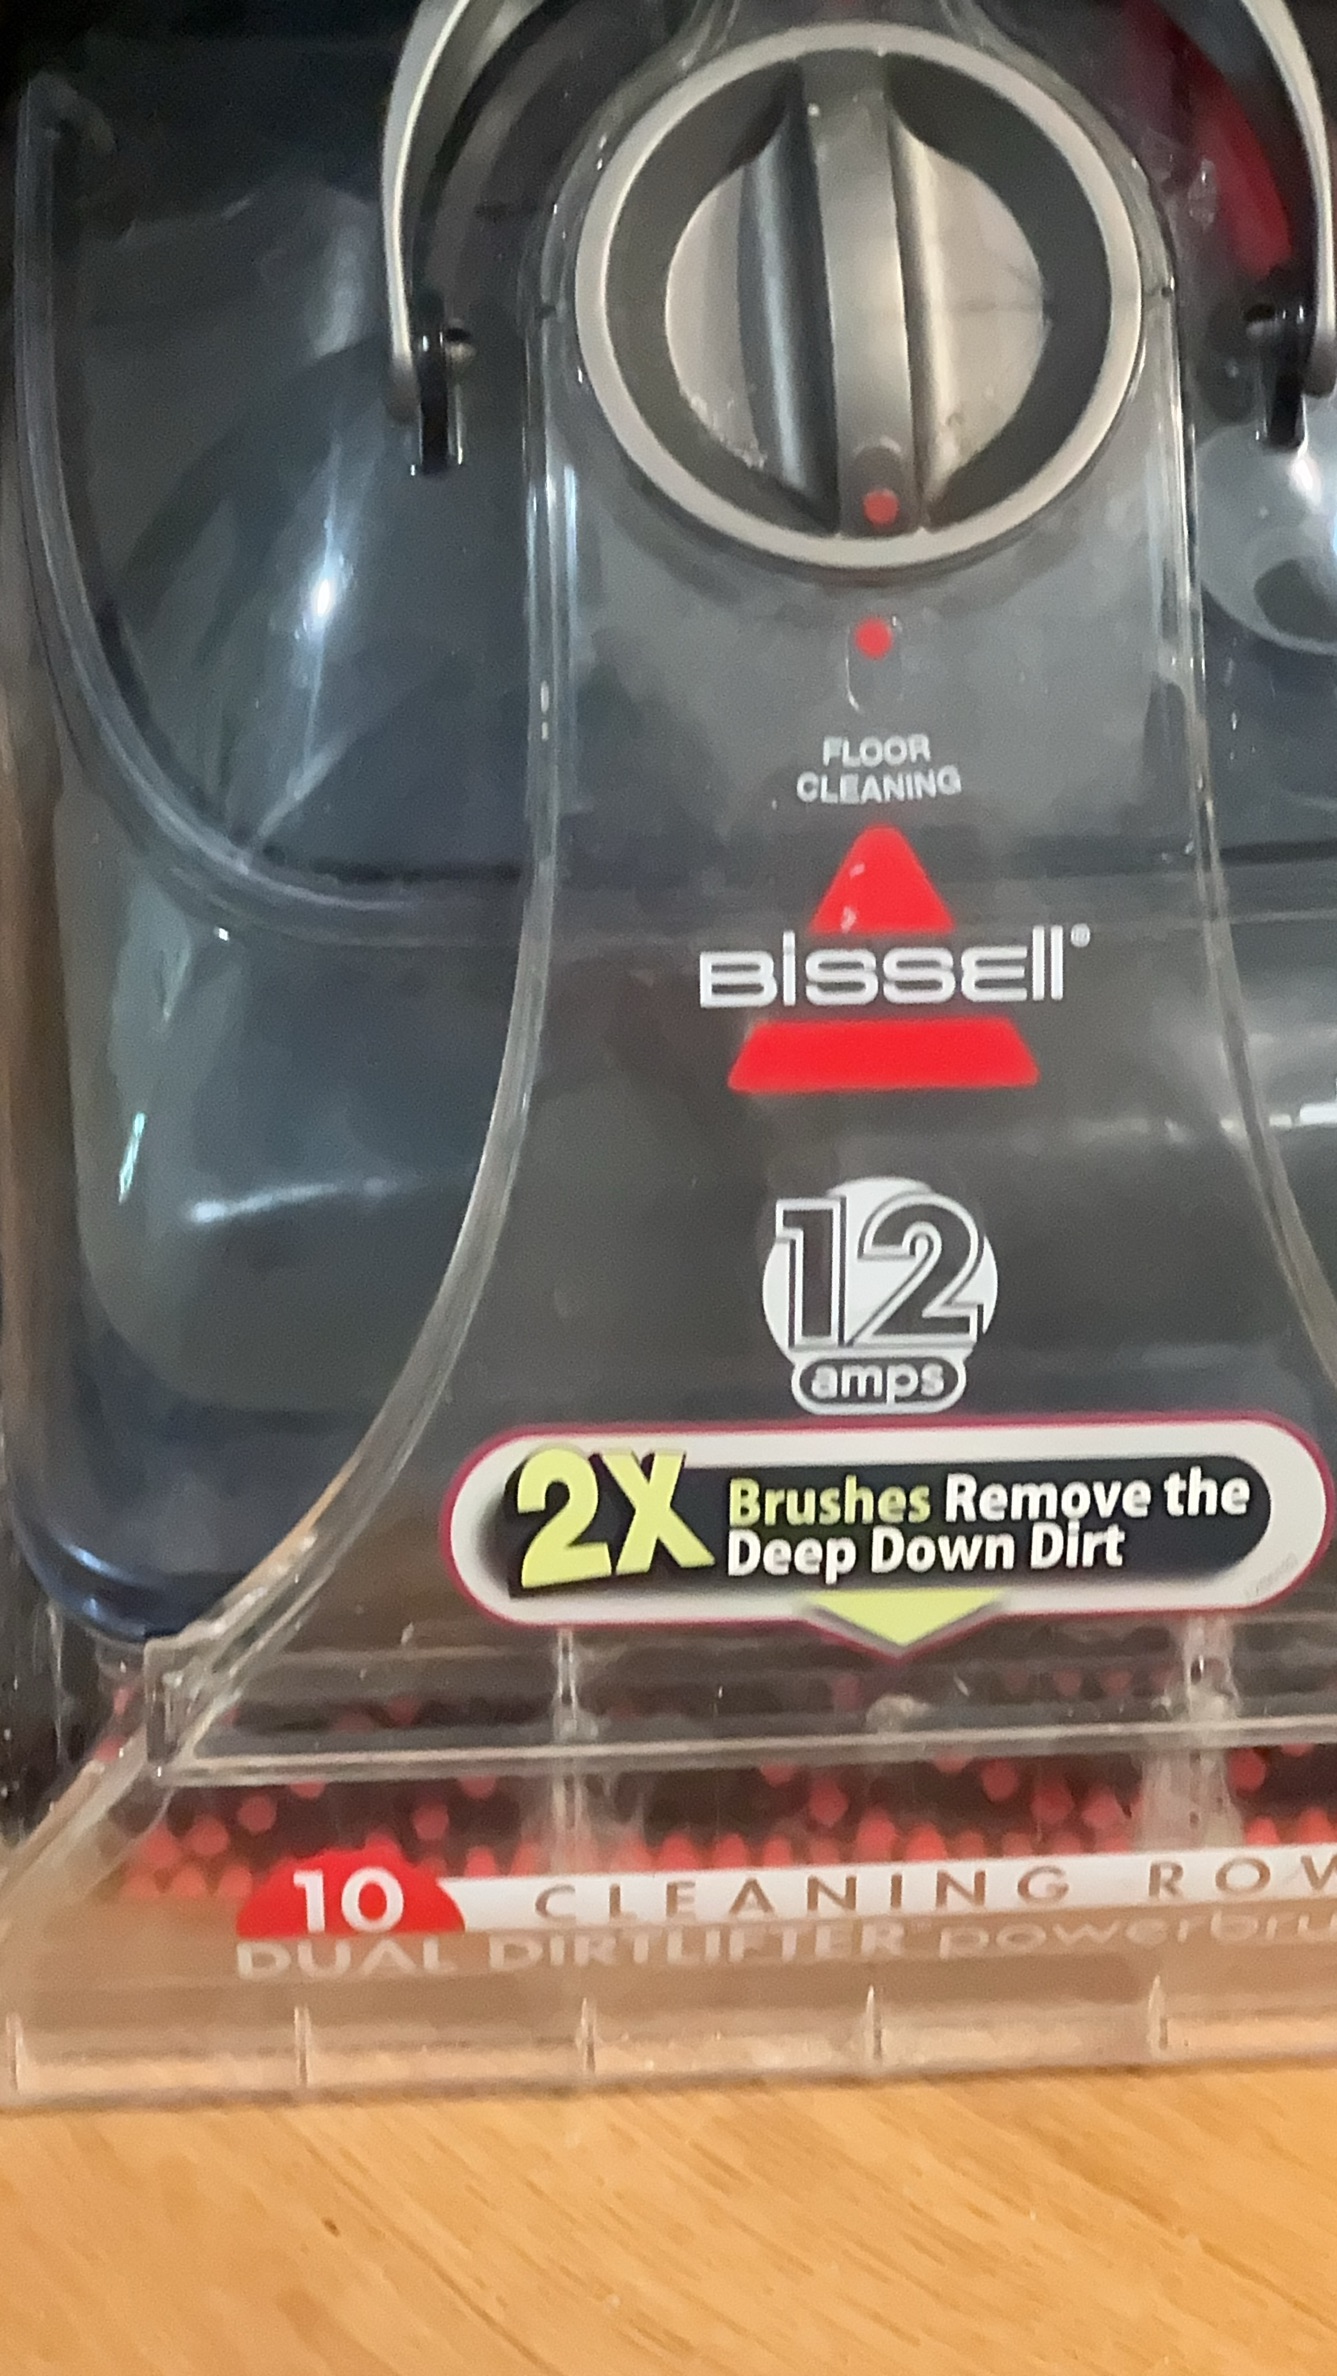 FLOOR
CLEANING
BISSELL®
12
amps
2X Brushes Remove the
Deep Down Dirt
10 CLEANING
DUAL DIRTLIFTER